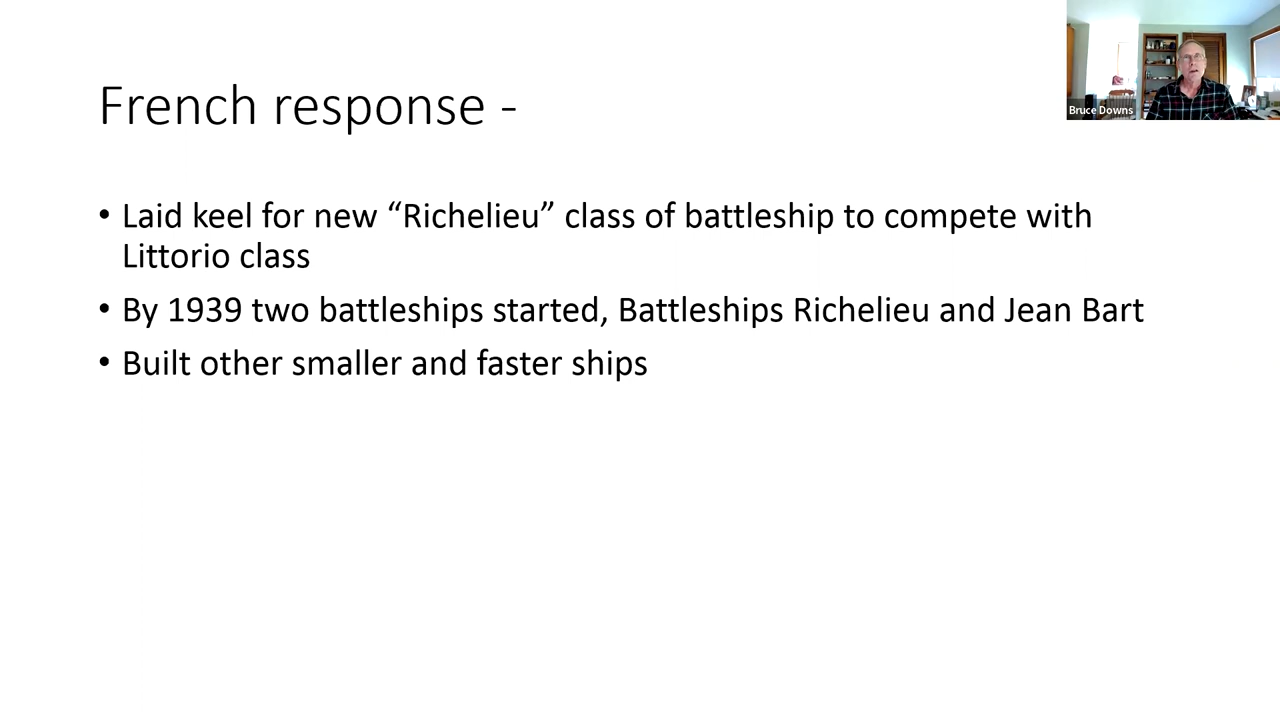 French response -
Bruce Downs
• Laid keel for new “Richelieu” class of battleship to compete with
Littorio class
• By 1939 two battleships started, Battleships Richelieu and Jean Bart
• Built other smaller and faster ships